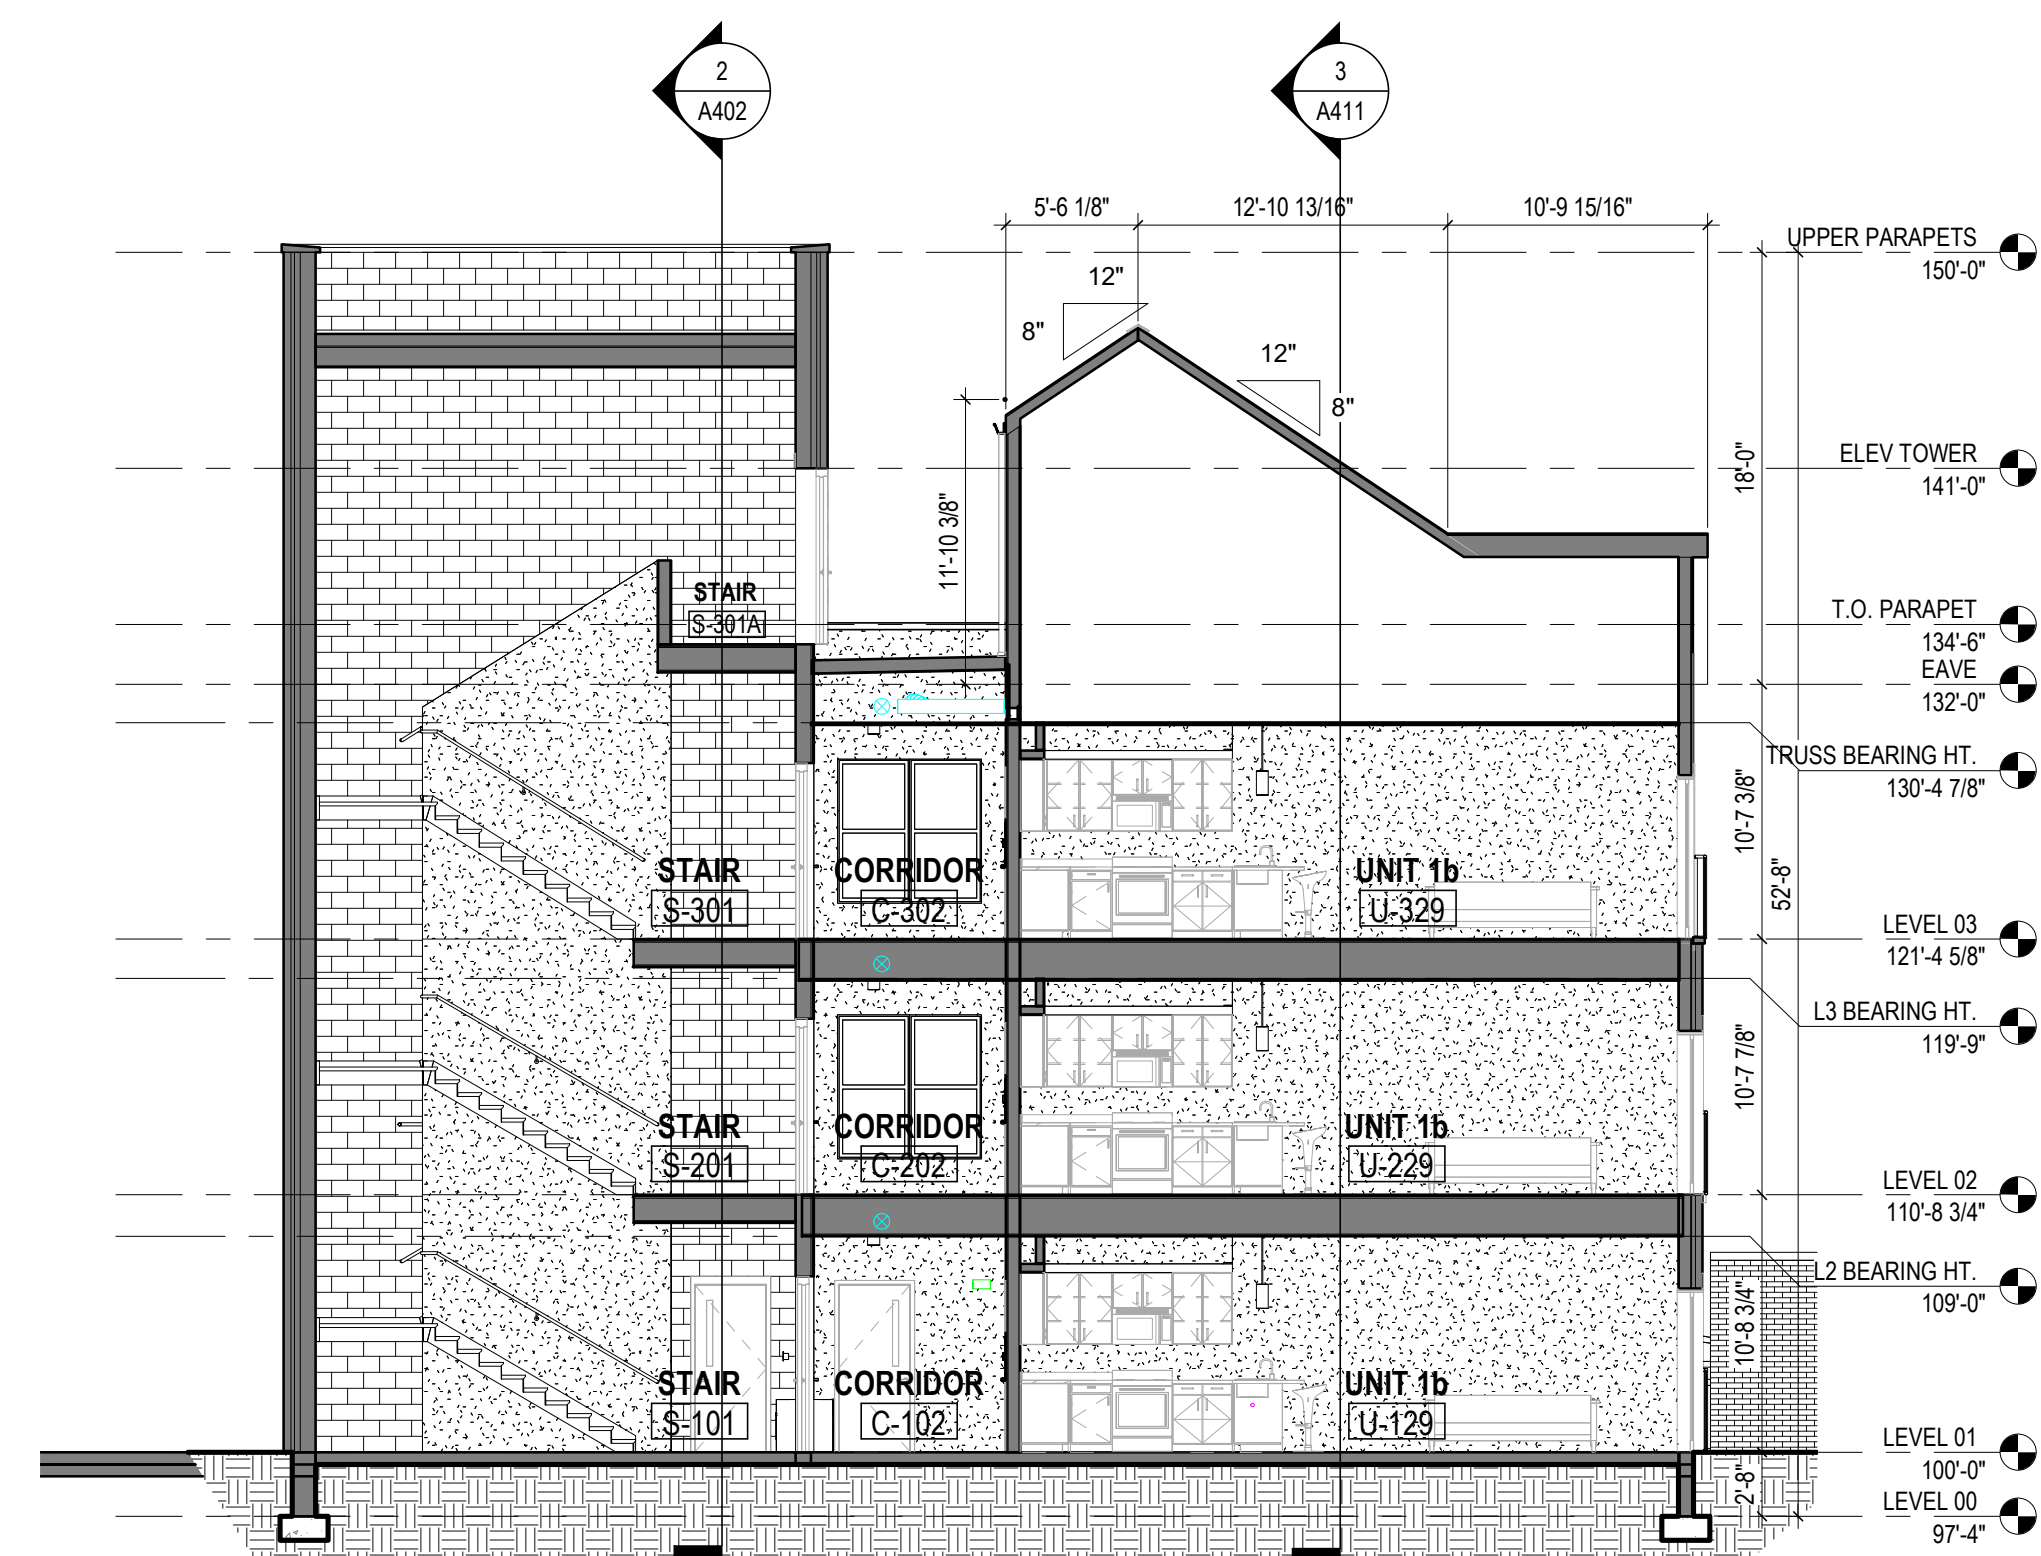 2
A402
3
A411
5'-6 1/8"
12'-10 13/16"
10'-9 15/16"
UPPER PARAPETS
150'-0"
12"
8"
12"
8"
ELEV TOWER
141'-0"
18'-0"
11'-10 3/8"
STAIR
S-301A
T.O. PARAPET
134'-6"
EAVE
132'-0"
TRUSS BEARING HT.
130'-4 7/8"
10'-7 3/8"
52'-8"
STAIR
S-301
CORRIDOR
C-302
UNIT 1b
U-329
LEVEL 03
121'-4 5/8"
L3 BEARING HT.
119'-9"
10'-7 7/8"
STAIR
S-201
CORRIDOR
C-202
UNIT 1b
U-229
LEVEL 02
110'-8 3/4"
L2 BEARING HT.
109'-0"
10'-8 3/4"
STAIR
S-101
CORRIDOR
C-102
UNIT 1b
U-129
LEVEL 01
100'-0"
2'-8"
LEVEL 00
97'-4"